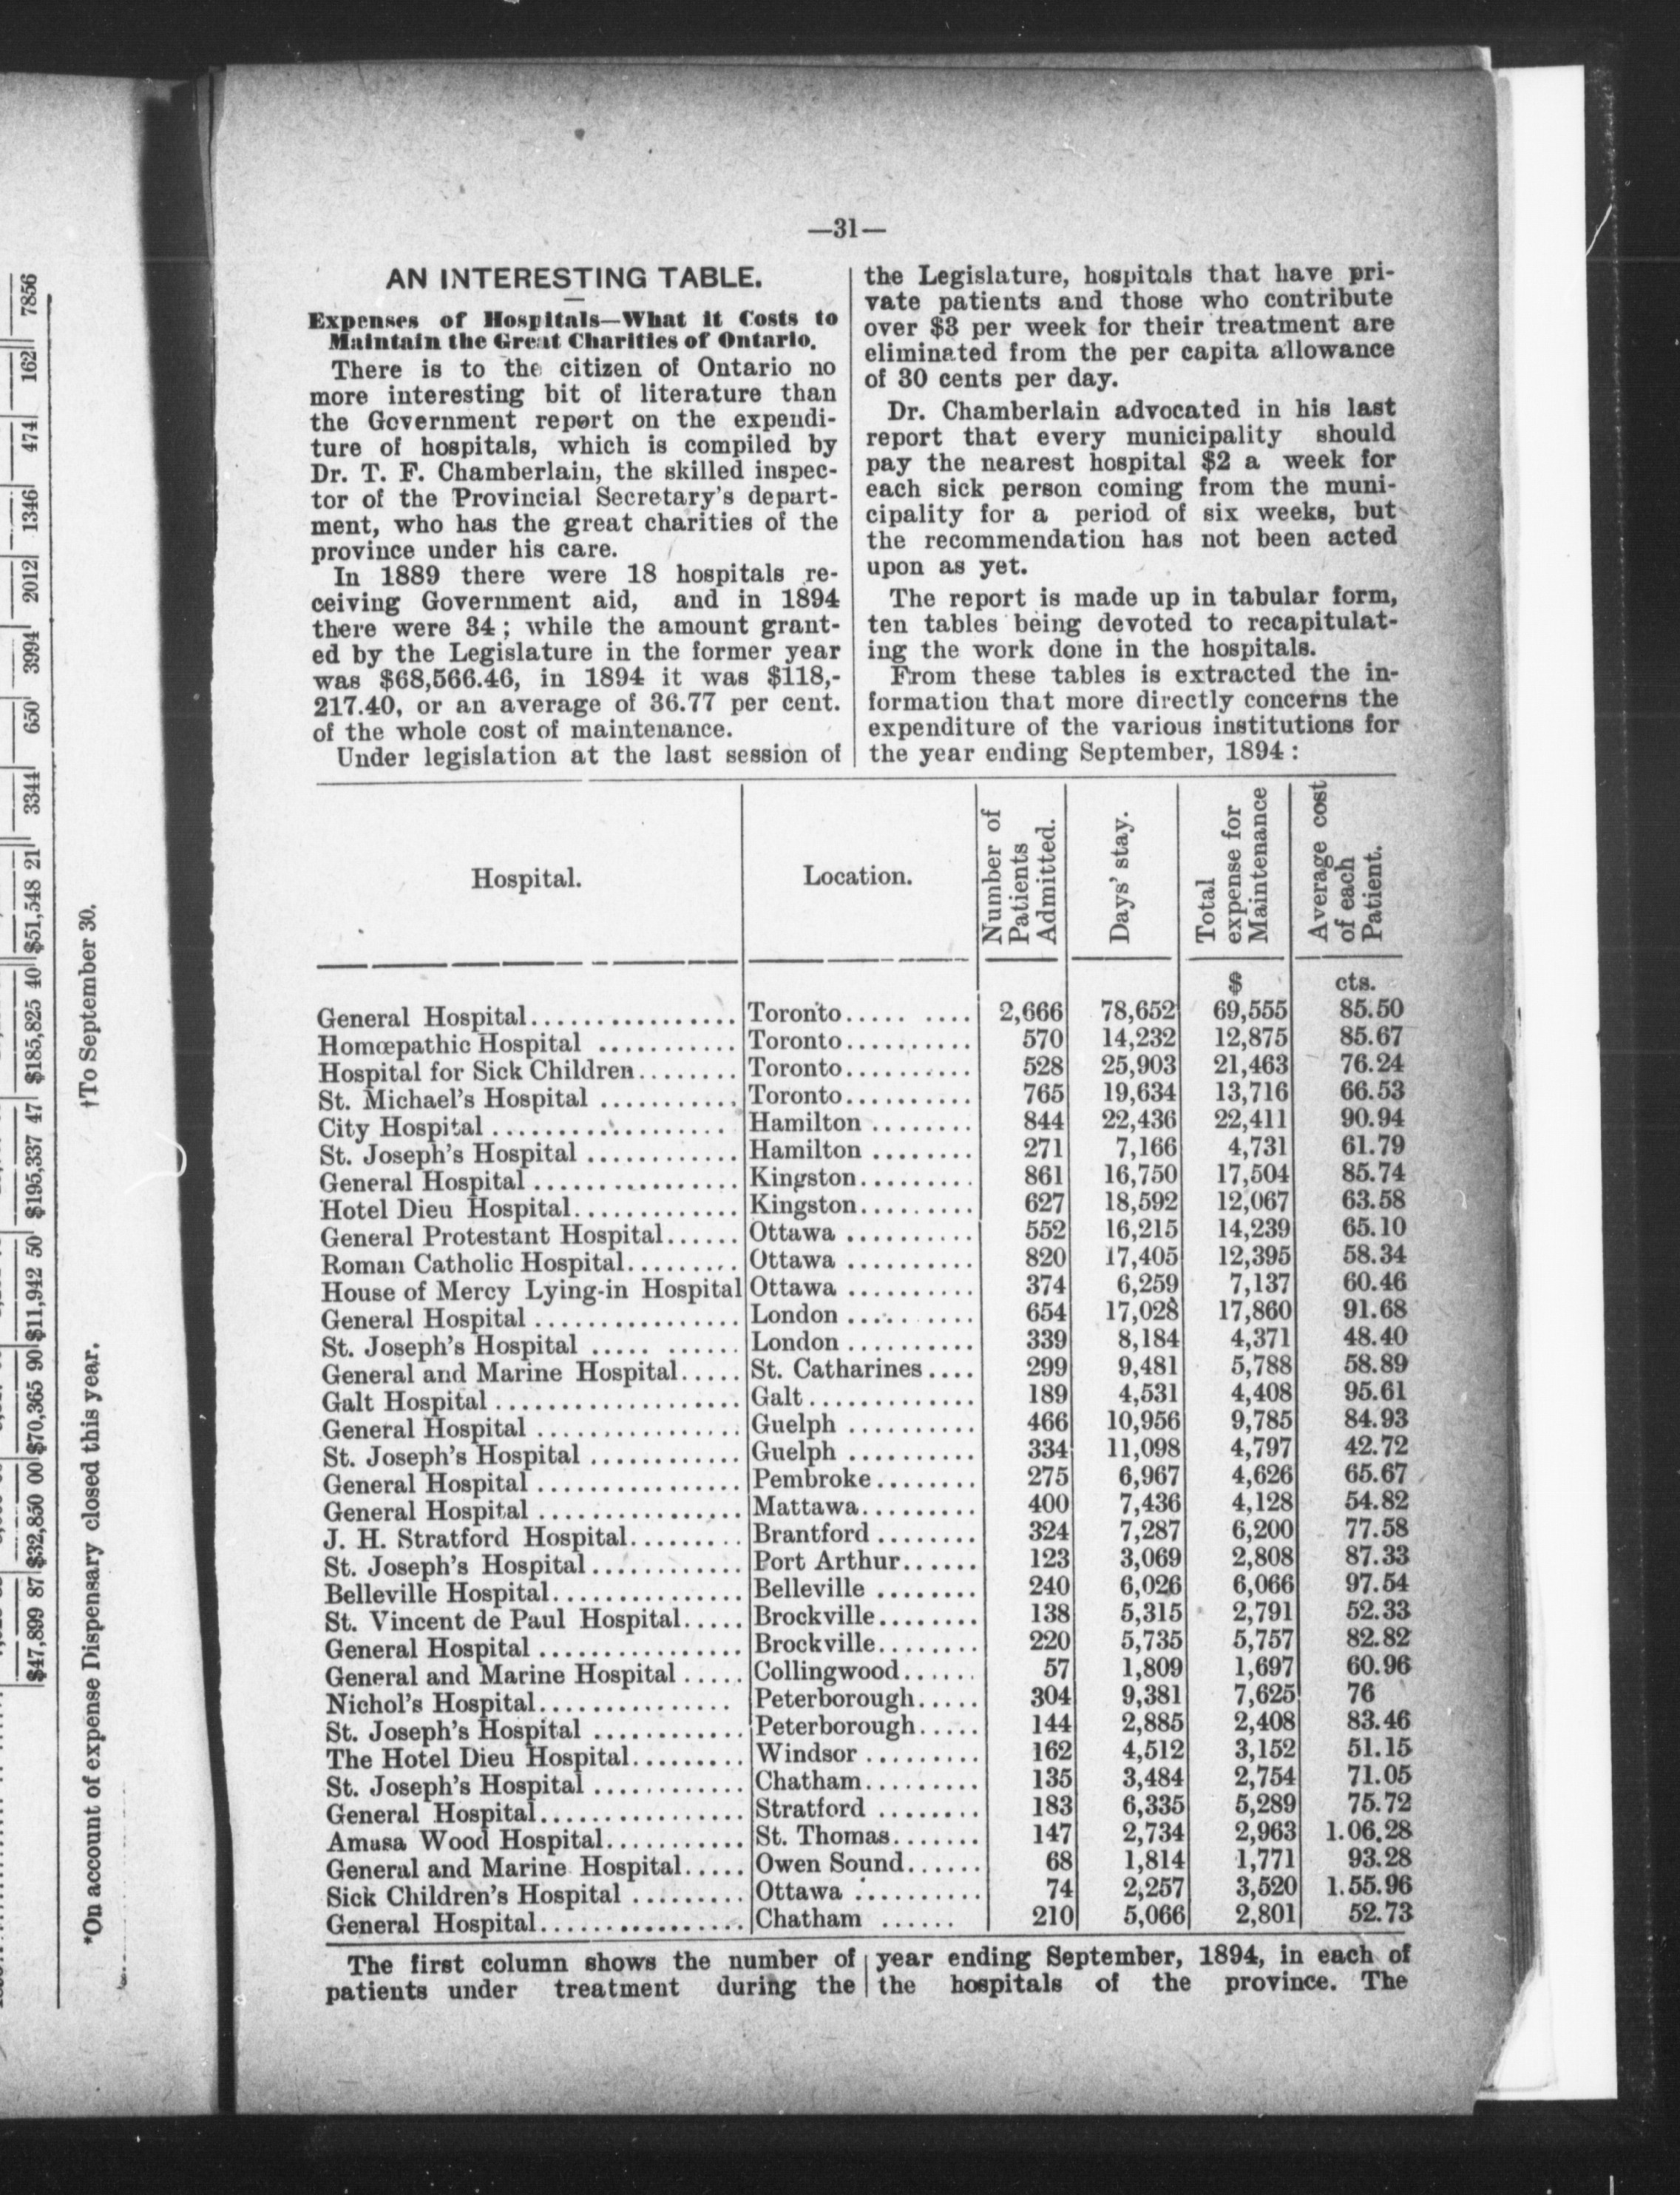 7856
162
474
1346
2012
3994
650
3344
$51,548 21
$185,825 40
$195,337 47
$11,942 50
$70,365 90
$32,850 00
$47,899 87
†To September 30.
*On account of expense Dispensary closed this year.
—31—
AN INTERESTING TABLE.
Expenses of Hospitals—What it Costs to
Maintain the Great Charities of Ontario.
There is to the citizen of Ontario no
more interesting bit of literature than
the Government report on the expendi-
ture of hospitals, which is compiled by
Dr. T. F. Chamberlain, the skilled inspec-
tor of the Provincial Secretary's depart-
ment, who has the great charities of the
province under his care.
In 1889 there were 18 hospitals re-
ceiving Government aid, and in 1894
there were 34; while the amount grant-
ed by the Legislature in the former year
was $68,566.46, in 1894 it was $118,-
217.40, or an average of 36.77 per cent.
of the whole cost of maintenance.
Under legislation at the last session of
the Legislature, hospitals that have pri-
vate patients and those who contribute
over $3 per week for their treatment are
eliminated from the per capita allowance
of 30 cents per day.
Dr. Chamberlain advocated in his last
report that every municipality should
pay the nearest hospital $2 a week for
each sick person coming from the muni-
cipality for a period of six weeks, but
the recommendation has not been acted
upon as yet.
The report is made up in tabular form,
ten tables being devoted to recapitulat-
ing the work done in the hospitals.
From these tables is extracted the in-
formation that more directly concerns the
expenditure of the various institutions for
the year ending September, 1894:
Hospital. Location. Number of Patients Admitted. Days' stay. Total expense for Maintenance Average cost of each Patient.
$ cts.
General Hospital................ Toronto..... .... 2,666 78,652 69,555 85.50
Homœpathic Hospital ........... Toronto.......... 570 14,232 12,875 85.67
Hospital for Sick Children........ Toronto.......... 528 25,903 21,463 76.24
St. Michael's Hospital ........... Toronto.......... 765 19,634 13,716 66.53
City Hospital .................. Hamilton ........ 844 22,436 22,411 90.94
St. Joseph's Hospital ............ Hamilton ........ 271 7,166 4,731 61.79
General Hospital ................ Kingston......... 861 16,750 17,504 85.74
Hotel Dieu Hospital............. Kingston......... 627 18,592 12,067 63.58
General Protestant Hospital...... Ottawa .......... 552 16,215 14,239 65.10
Roman Catholic Hospital......... Ottawa .......... 820 17,405 12,395 58.34
House of Mercy Lying-in Hospital Ottawa .......... 374 6,259 7,137 60.46
General Hospital ................ London .......... 654 17,028 17,860 91.68
St. Joseph's Hospital ..... ...... London .......... 339 8,184 4,371 48.40
General and Marine Hospital..... St. Catharines .... 299 9,481 5,788 58.89
Galt Hospital ................... Galt............. 189 4,531 4,408 95.61
General Hospital ................ Guelph .......... 466 10,956 9,785 84.93
St. Joseph's Hospital ............ Guelph .......... 334 11,098 4,797 42.72
General Hospital ................ Pembroke........ 275 6,967 4,626 65.67
General Hospital ................ Mattawa......... 400 7,436 4,128 54.82
J. H. Stratford Hospital......... Brantford ........ 324 7,287 6,200 77.58
St. Joseph's Hospital............ Port Arthur...... 123 3,069 2,808 87.33
Belleville Hospital............... Belleville ........ 240 6,026 6,066 97.54
St. Vincent de Paul Hospital..... Brockville........ 138 5,315 2,791 52.33
General Hospital ................ Brockville........ 220 5,735 5,757 82.82
General and Marine Hospital ..... Collingwood...... 57 1,809 1,697 60.96
Nichol's Hospital............... Peterborough..... 304 9,381 7,625 76
St. Joseph's Hospital ............ Peterborough..... 144 2,885 2,408 83.46
The Hotel Dieu Hospital......... Windsor ......... 162 4,512 3,152 51.15
St. Joseph's Hospital ............ Chatham......... 135 3,484 2,754 71.05
General Hospital................ Stratford ........ 183 6,335 5,289 75.72
Amasa Wood Hospital........... St. Thomas....... 147 2,734 2,963 1.06.28
General and Marine Hospital..... Owen Sound...... 68 1,814 1,771 93.28
Sick Children's Hospital ......... Ottawa .......... 74 2,257 3,520 1.55.96
General Hospital................ Chatham ...... 210 5,066 2,801 52.73
The first column shows the number of
patients under treatment during the
year ending September, 1894, in each of
the hospitals of the province. The